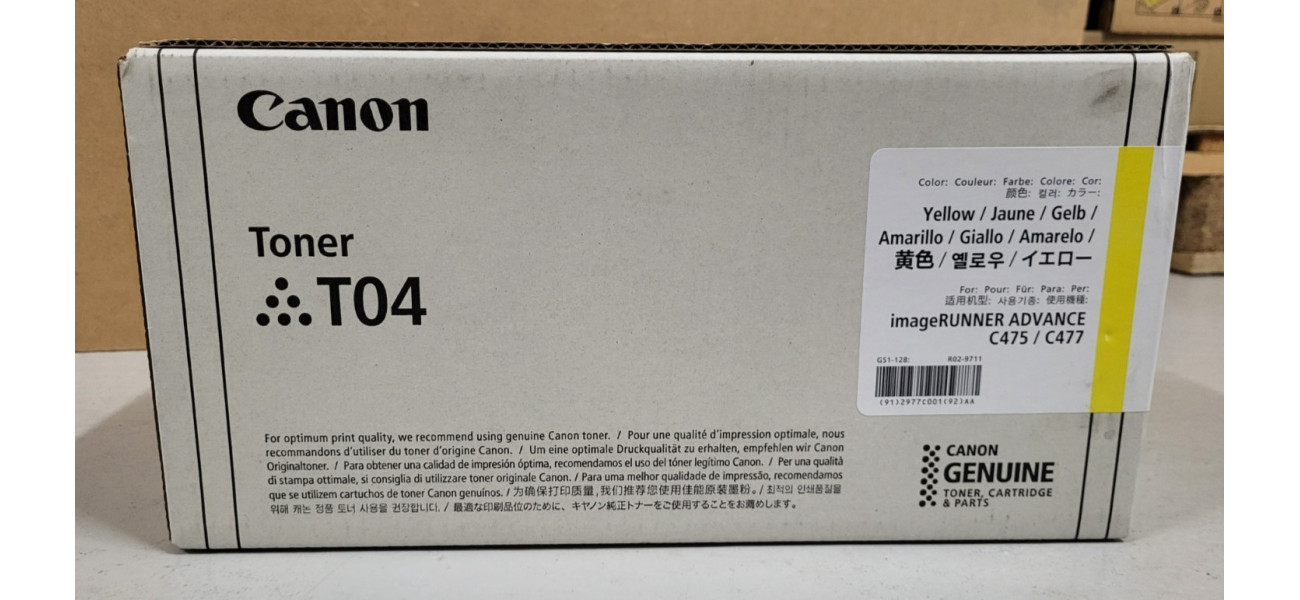 Canon
Toner
T04
Color: Couleur: Farbe: Colore: Cor:
颜色: 컬러: カラー:
Yellow / Jaune / Gelb /
Amarillo / Giallo / Amarelo /
黄色 / 옐로우 / イエロー
For: Pour: Für: Para: Per:
适用机型: 사용기종: 使用機種:
imageRUNNER ADVANCE
C475 / C477
GS1-128: R02-9711
(91)2977C001(92)AA
For optimum print quality, we recommend using genuine Canon toner. / Pour une qualité d'impression optimale, nous
recommandons d'utiliser du toner d'origine Canon. / Um eine optimale Druckqualität zu erhalten, empfehlen wir Canon
Originaltoner. / Para obtener una calidad de impresión óptima, recomendamos el uso del tóner legítimo Canon. / Per una qualità
di stampa ottimale, si consiglia di utilizzare toner originale Canon. / Para uma melhor qualidade de impressão, recomendamos
que se utilizem cartuchos de toner Canon genuínos. / 为确保打印质量,我们推荐您使用佳能原装墨粉。/ 최적의 인쇄품질을
위해 캐논 정품 토너 사용을 권장합니다. / 最適な印刷品位のために、キヤノン純正トナーをご使用することをお薦めします。
CANON
GENUINE
TONER, CARTRIDGE
& PARTS